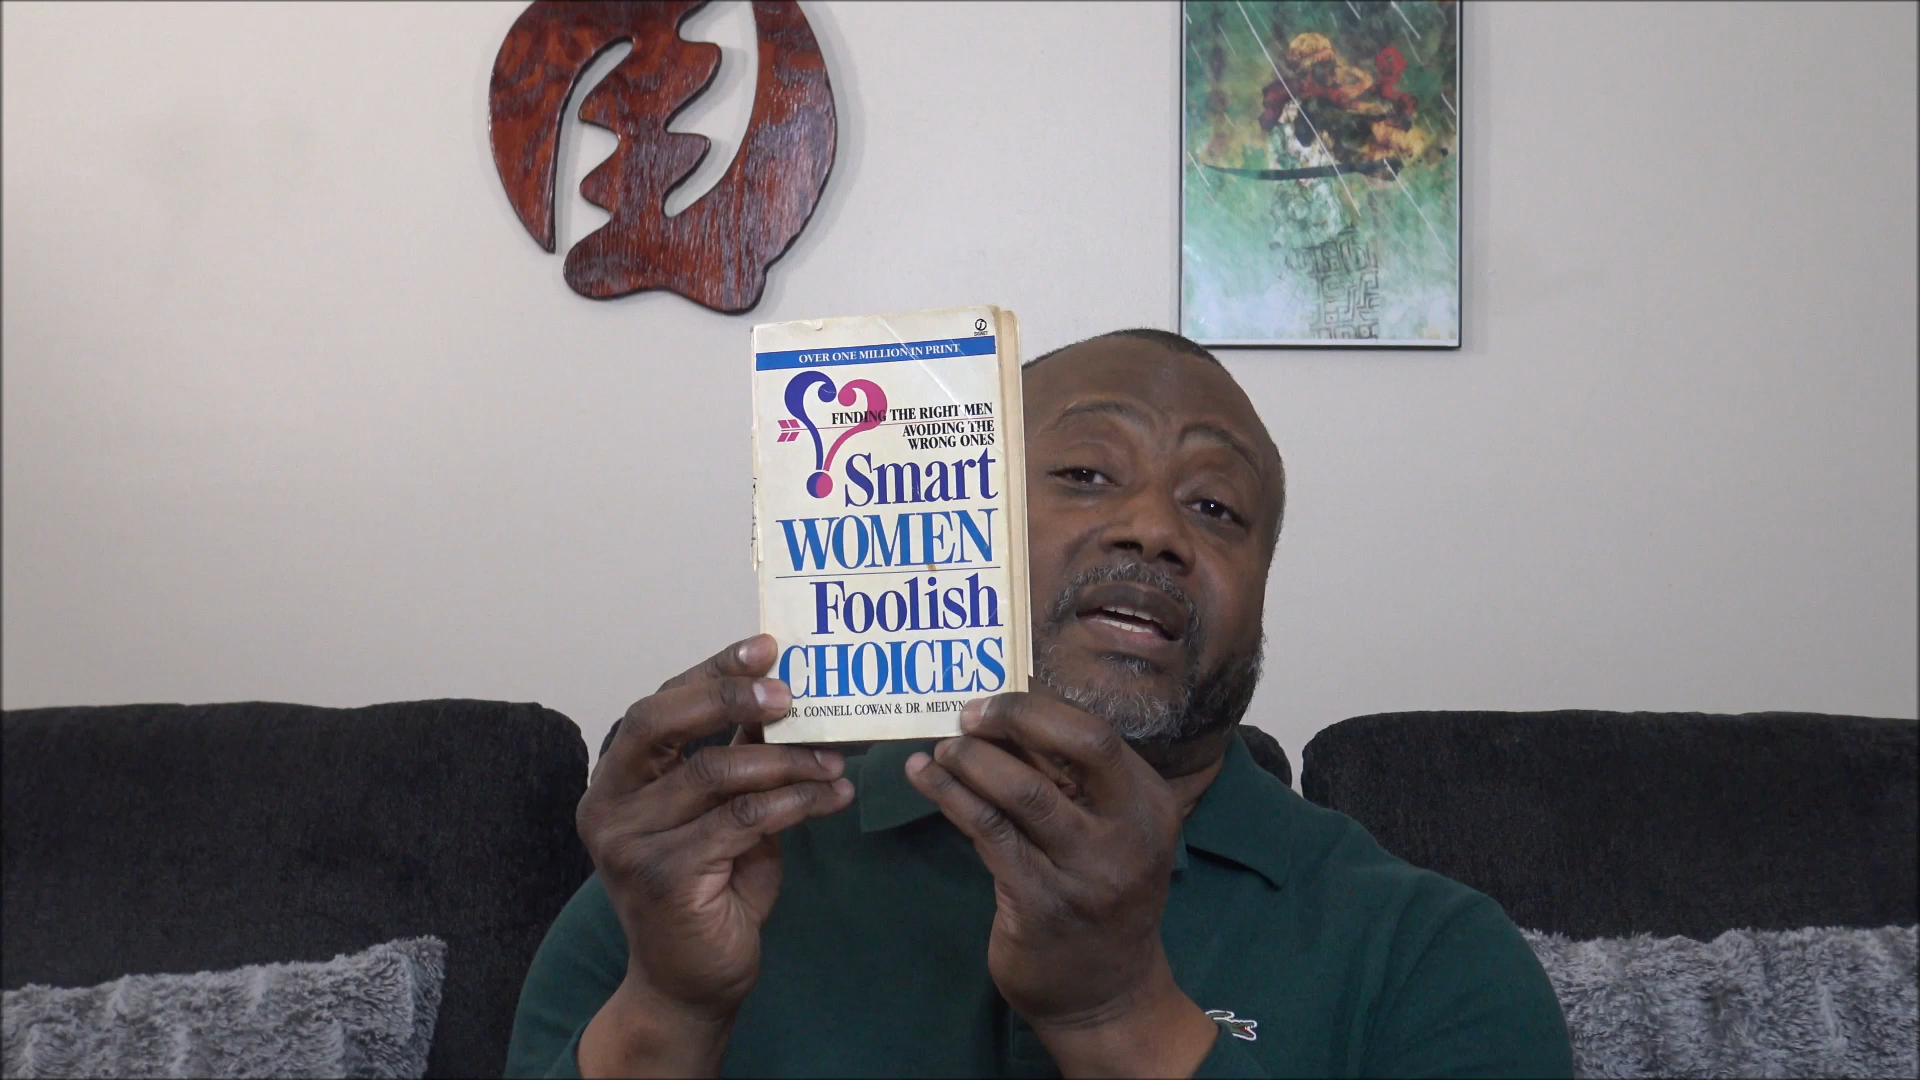 SIGNET
OVER ONE MILLION IN PRINT
FINDING THE RIGHT MEN
AVOIDING THE
WRONG ONES
Smart
WOMEN
Foolish
CHOICES
DR. CONNELL COWAN & DR. MELVYN